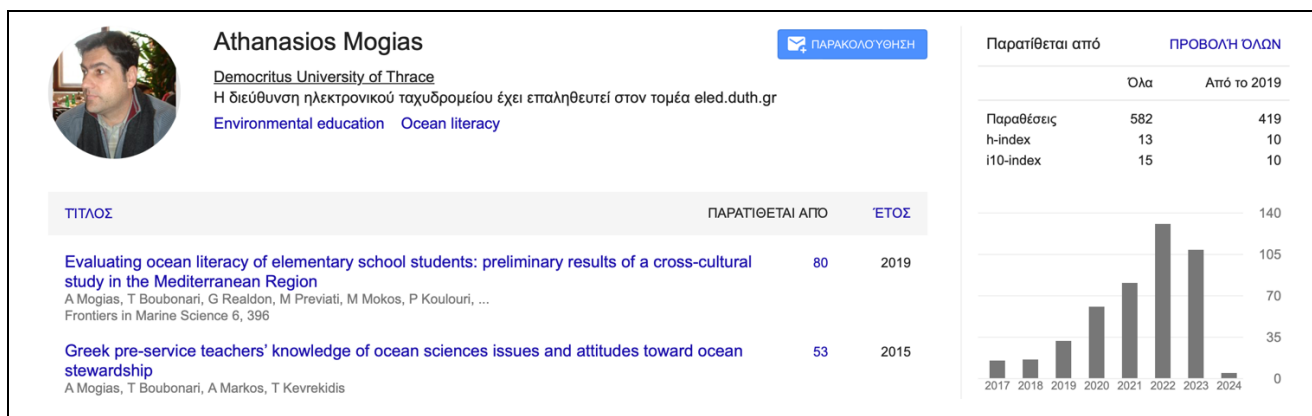 Athanasios Mogias
Democritus University of Thrace
Η διεύθυνση ηλεκτρονικού ταχυδρομείου έχει επαληθευτεί στον τομέα eled.duth.gr
Environmental education Ocean literacy
ΠΑΡΑΚΟΛΟΎΘΗΣΗ
ΤΊΤΛΟΣ ΠΑΡΑΤΊΘΕΤΑΙ ΑΠΌ ΈΤΟΣ
Evaluating ocean literacy of elementary school students: preliminary results of a cross-cultural 80 2019
study in the Mediterranean Region
A Mogias, T Boubonari, G Realdon, M Previati, M Mokos, P Koulouri, ...
Frontiers in Marine Science 6, 396
Greek pre-service teachers’ knowledge of ocean sciences issues and attitudes toward ocean 53 2015
stewardship
A Mogias, T Boubonari, A Markos, T Kevrekidis
Παρατίθεται από ΠΡΟΒΟΛΉ ΌΛΩΝ
Όλα Από το 2019
Παραθέσεις 582 419
h-index 13 10
i10-index 15 10
140
105
70
35
0
2017 2018 2019 2020 2021 2022 2023 2024